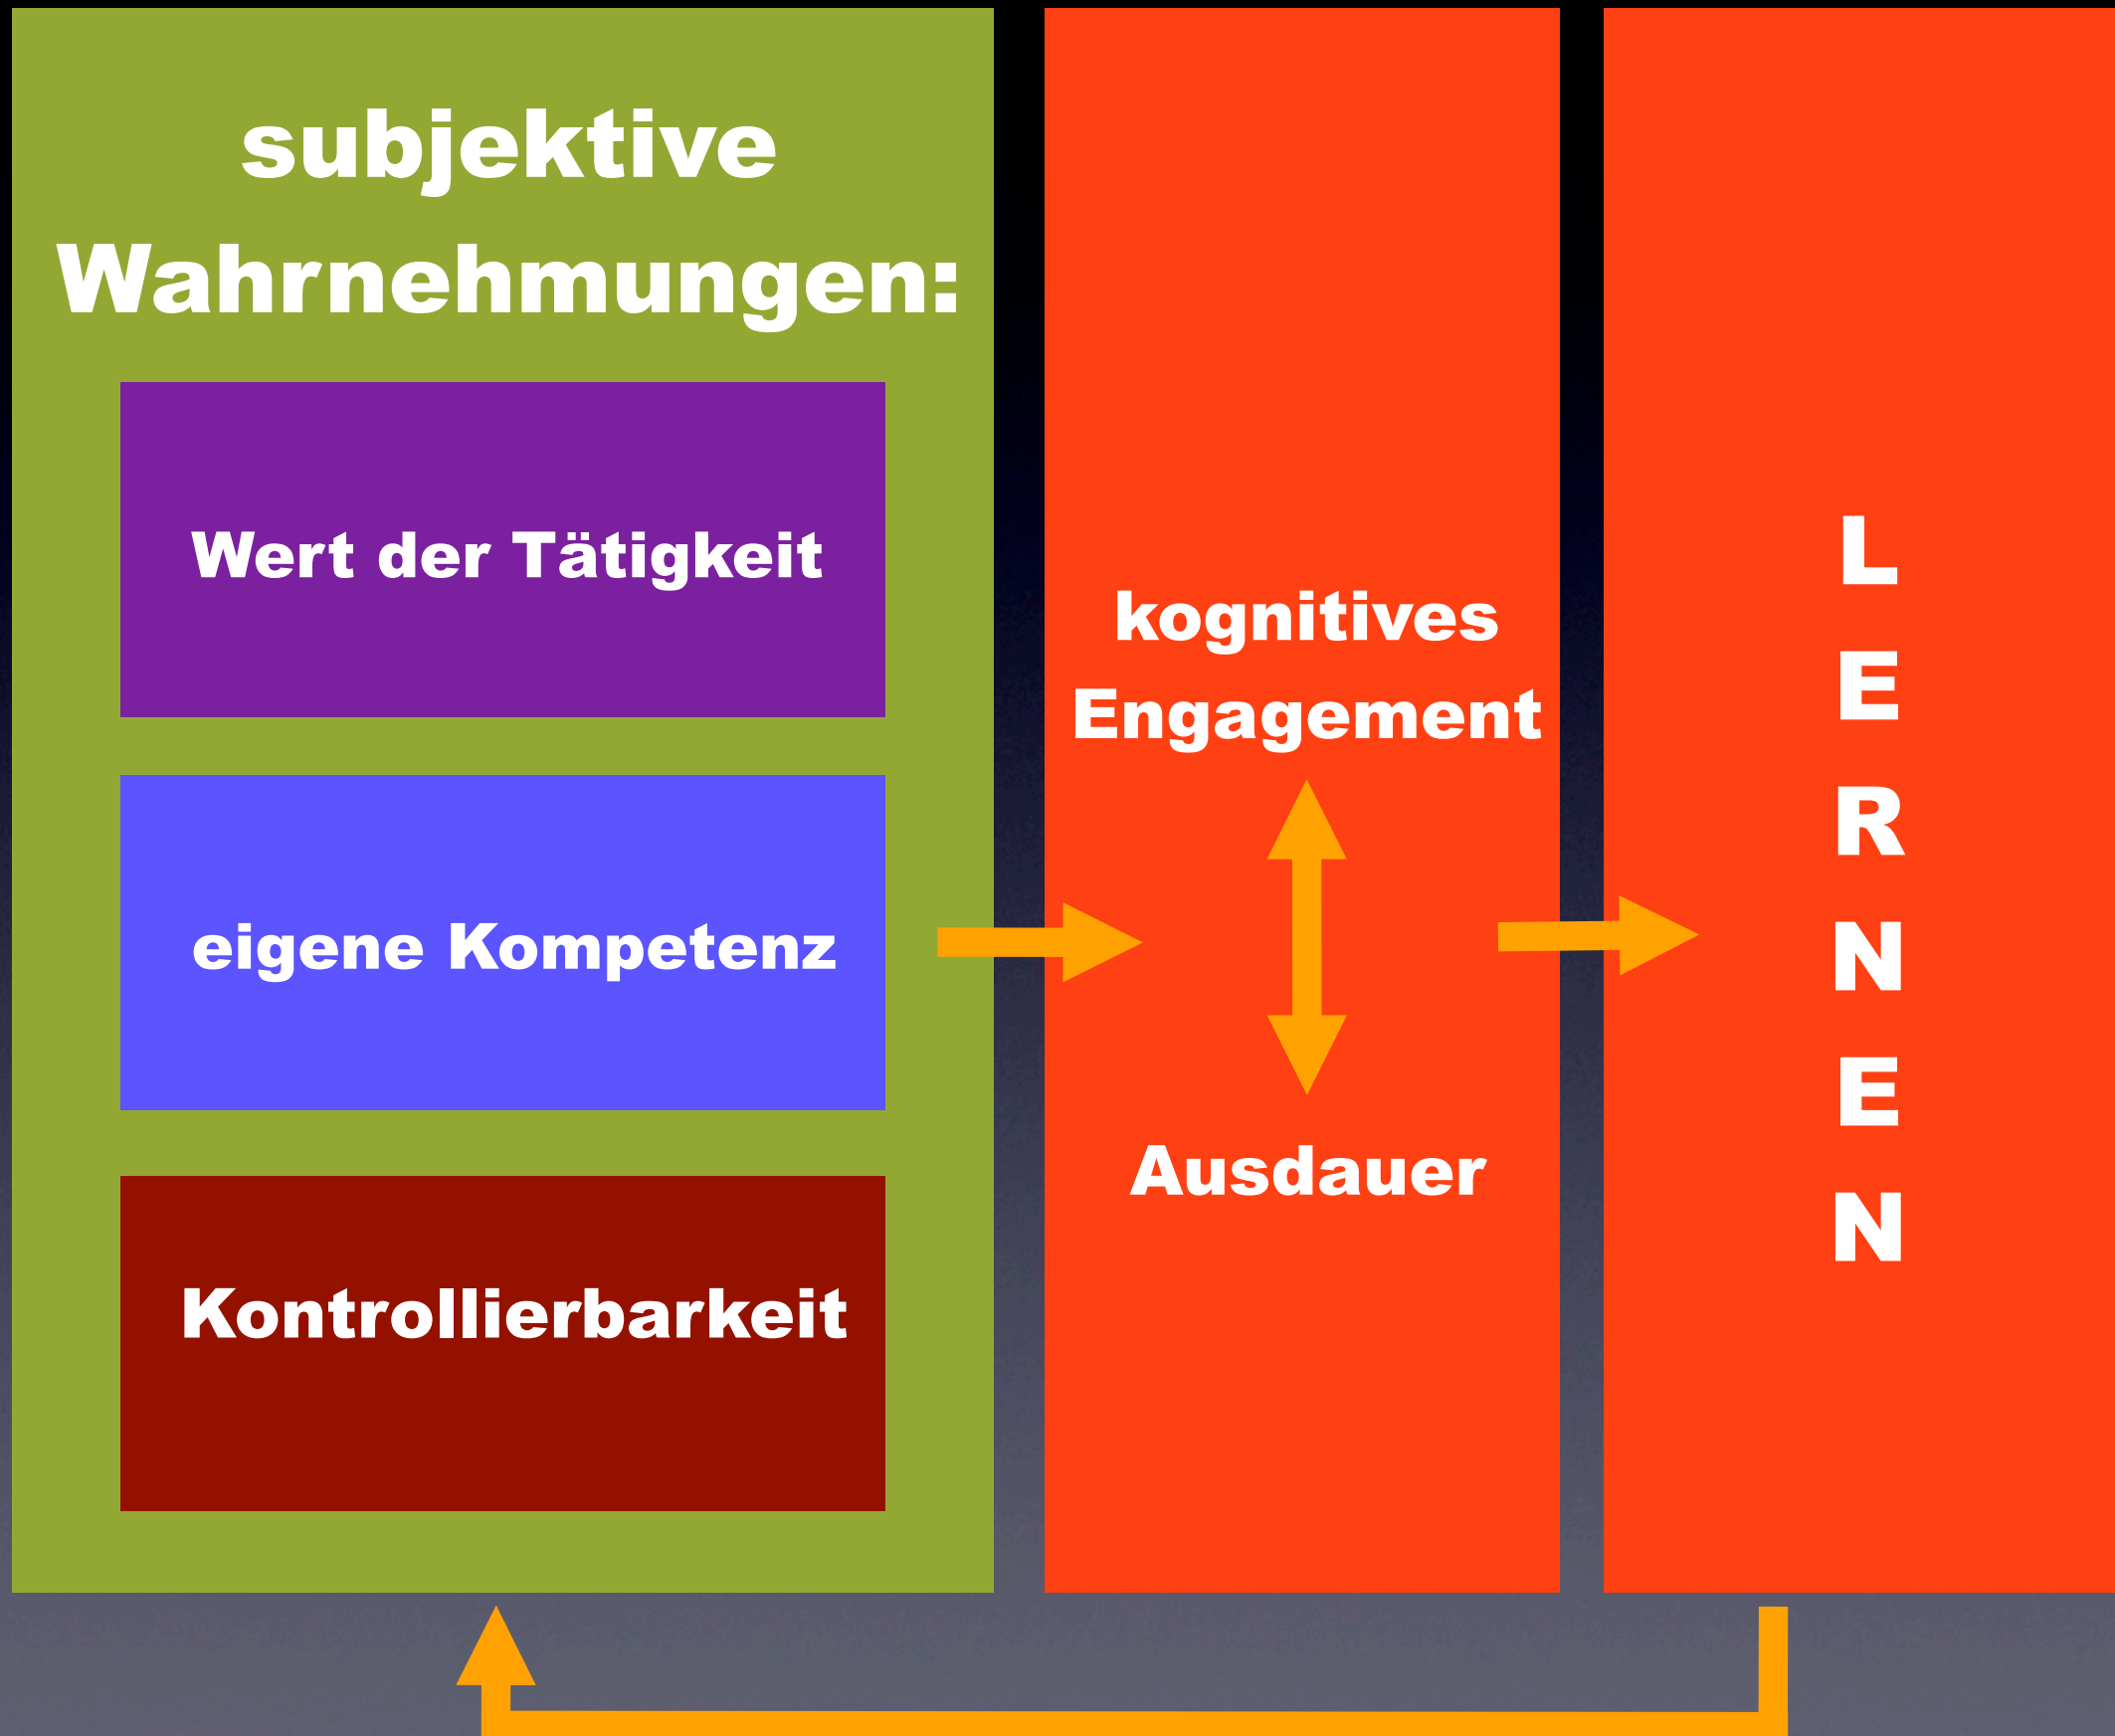 subjektive
Wahrnehmungen:
Wert der Tätigkeit
eigene Kompetenz
Kontrollierbarkeit
kognitives
Engagement
Ausdauer
L
E
R
N
E
N